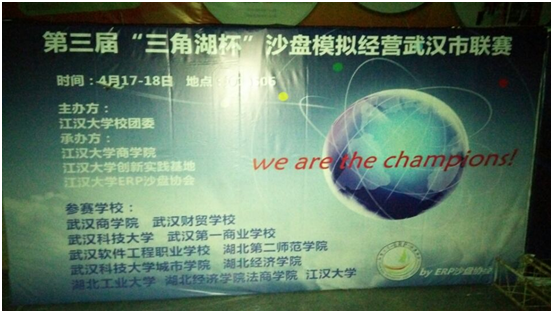 第三届“三角湖杯”沙盘模拟经营武汉市联赛
时间：4月17-18日 地点：
主办方：
江汉大学校团委
承办方：
江汉大学商学院
江汉大学创新实践基地
江汉大学ERP沙盘协会
we are the champions!
参赛学校：
武汉商学院 武汉财贸学校
武汉科技大学 武汉第一商业学校
武汉软件工程职业学校 湖北第二师范学院
武汉科技大学城市学院 湖北经济学院
湖北工业大学 湖北经济学院法商学院 江汉大学
by ERP沙盘协会